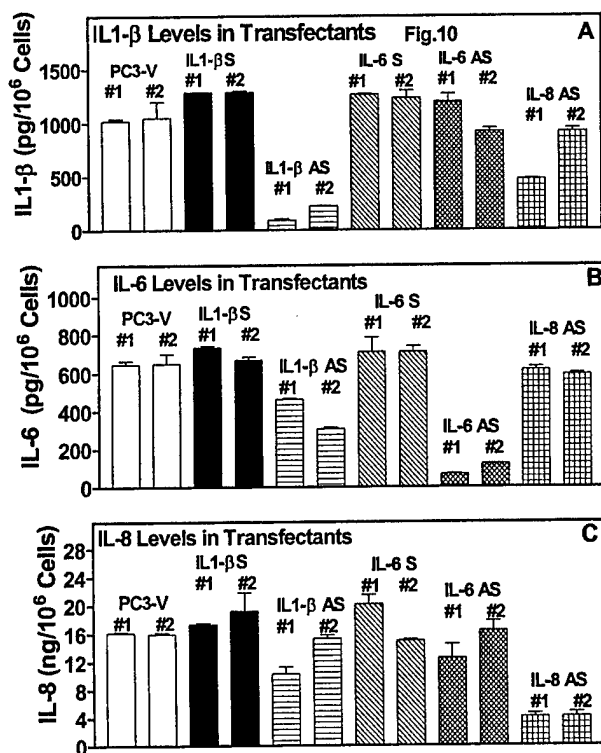 IL1-β Levels in Transfectants Fig.10 A
IL1-β (pg/10⁶ Cells)
1500
1000
500
0
PC3-V
#1 #2
IL1-βS
#1 #2
IL1-β AS
#1 #2
IL-6 S
#1 #2
IL-6 AS
#1 #2
IL-8 AS
#1 #2
IL-6 Levels in Transfectants B
IL-6 (pg/10⁶ Cells)
1000
800
600
400
200
0
PC3-V
#1 #2
IL1-βS
#1 #2
IL1-β AS
#1 #2
IL-6 S
#1 #2
IL-6 AS
#1 #2
IL-8 AS
#1 #2
IL-8 Levels in Transfectants C
IL-8 (ng/10⁶ Cells)
28
24
20
16
12
8
4
0
PC3-V
#1 #2
IL1-βS
#1 #2
IL1-β AS
#1 #2
IL-6 S
#1 #2
IL-6 AS
#1 #2
IL-8 AS
#1 #2